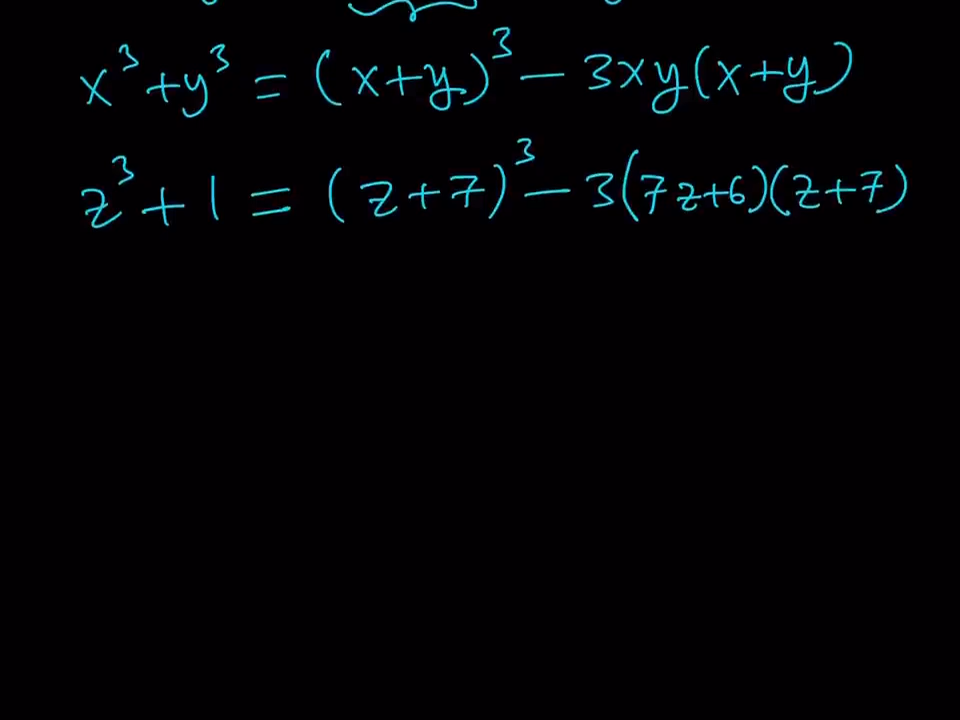 x³+y³ = (x+y)³ − 3xy(x+y)
z³+1 = (z+7)³ − 3(7z+6)(z+7)